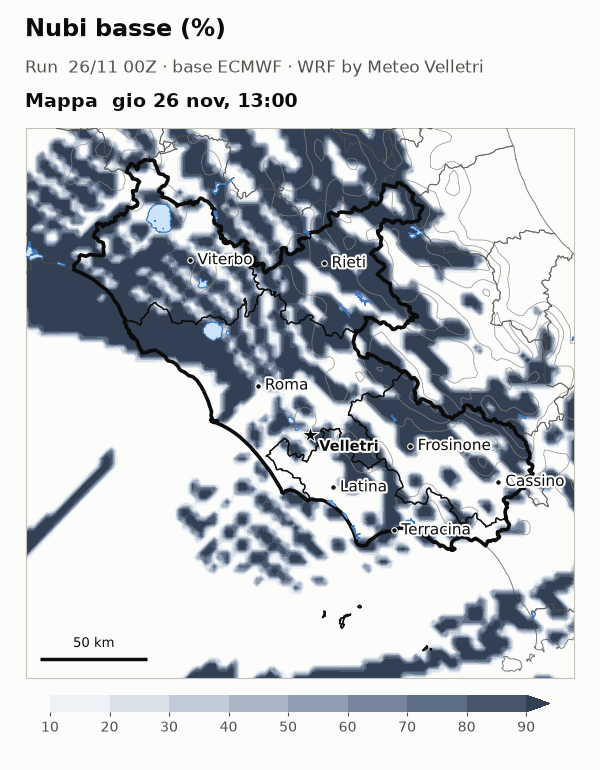 Nubi basse (%)
Run  26/11 00Z · base ECMWF · WRF by Meteo Velletri
Mappa  gio 26 nov, 13:00
Viterbo
Rieti
Roma
Velletri
Frosinone
Latina
Cassino
Terracina
50 km
10 20 30 40 50 60 70 80 90